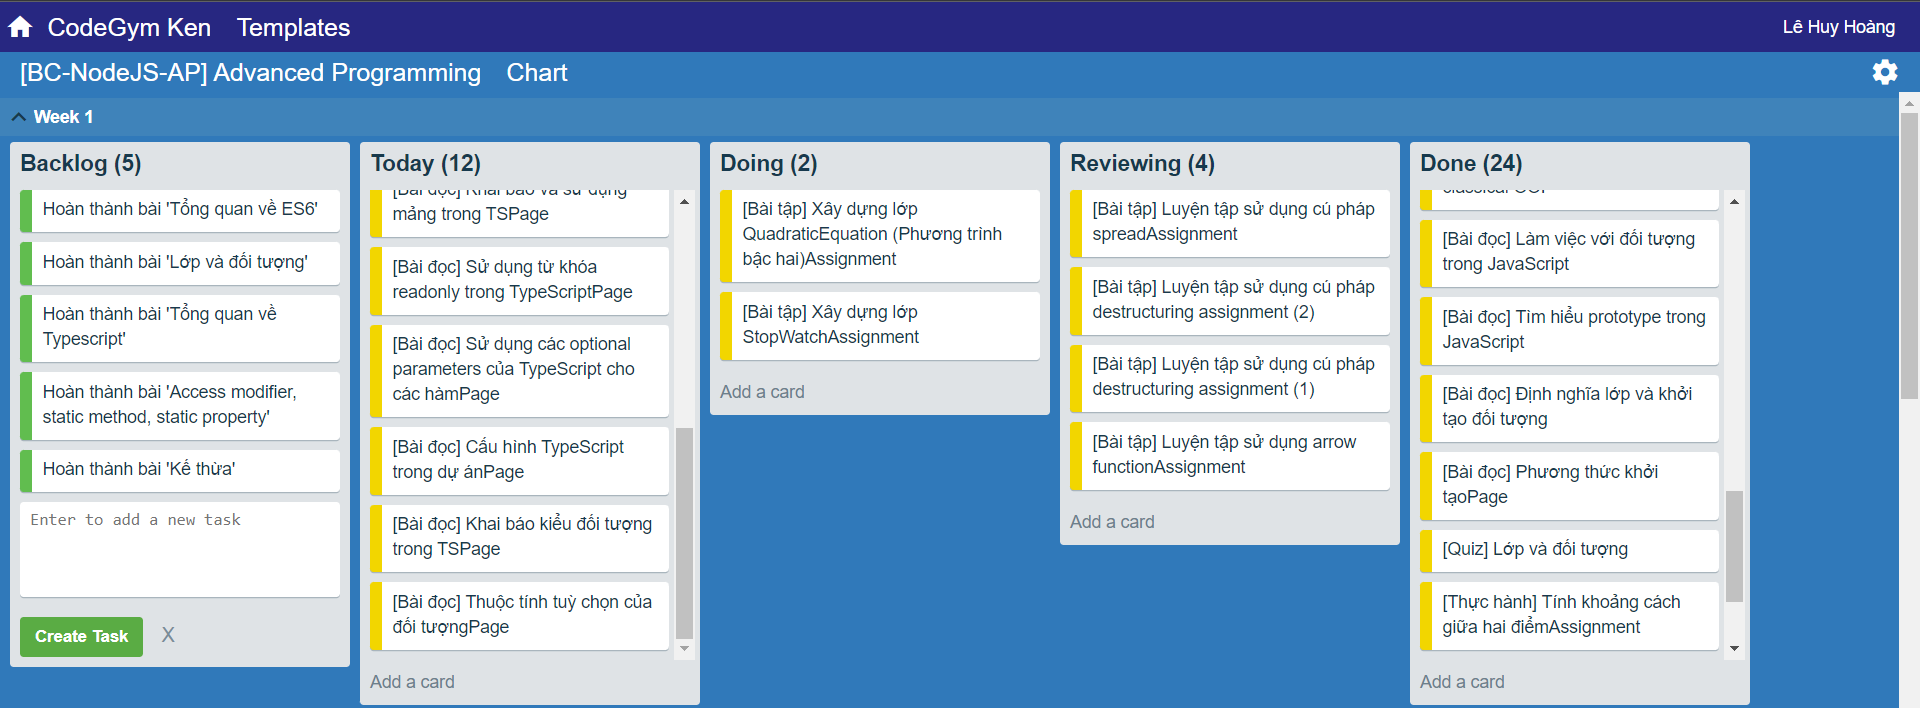 CodeGym Ken Templates Lê Huy Hoàng
[BC-NodeJS-AP] Advanced Programming Chart
Week 1
Backlog (5)
Hoàn thành bài 'Tổng quan về ES6'
Hoàn thành bài 'Lớp và đối tượng'
Hoàn thành bài 'Tổng quan về
Typescript'
Hoàn thành bài 'Access modifier,
static method, static property'
Hoàn thành bài 'Kế thừa'
Enter to add a new task
Create Task X
Today (12)
[Bài đọc] Khai báo và sử dụng
mảng trong TSPage
[Bài đọc] Sử dụng từ khóa
readonly trong TypeScriptPage
[Bài đọc] Sử dụng các optional
parameters của TypeScript cho
các hàmPage
[Bài đọc] Cấu hình TypeScript
trong dự ánPage
[Bài đọc] Khai báo kiểu đối tượng
trong TSPage
[Bài đọc] Thuộc tính tuỳ chọn của
đối tượngPage
Add a card
Doing (2)
[Bài tập] Xây dựng lớp
QuadraticEquation (Phương trình
bậc hai)Assignment
[Bài tập] Xây dựng lớp
StopWatchAssignment
Add a card
Reviewing (4)
[Bài tập] Luyện tập sử dụng cú pháp
spreadAssignment
[Bài tập] Luyện tập sử dụng cú pháp
destructuring assignment (2)
[Bài tập] Luyện tập sử dụng cú pháp
destructuring assignment (1)
[Bài tập] Luyện tập sử dụng arrow
functionAssignment
Add a card
Done (24)
[Bài đọc] Làm việc với đối tượng
trong JavaScript
[Bài đọc] Tìm hiểu prototype trong
JavaScript
[Bài đọc] Định nghĩa lớp và khởi
tạo đối tượng
[Bài đọc] Phương thức khởi
tạoPage
[Quiz] Lớp và đối tượng
[Thực hành] Tính khoảng cách
giữa hai điểmAssignment
Add a card